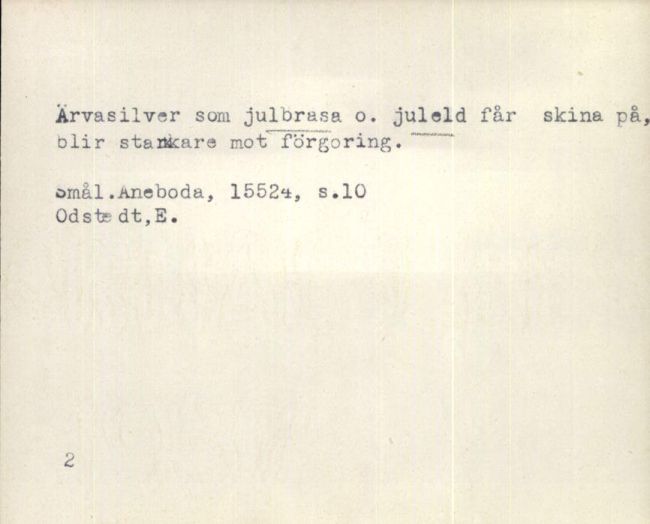 Ärvasilver som julbrasa o. juleld får skina på,
blir starkare mot förgoring.
Smål.Aneboda, 15524, s.10
Odstedt,E.
2